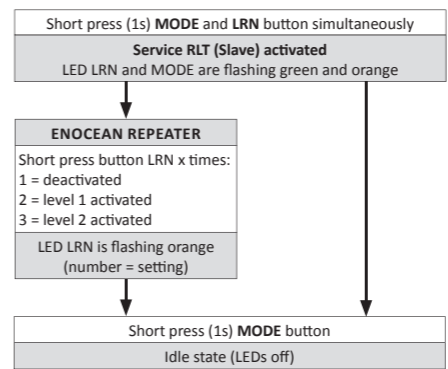 Short press (1s) MODE and LRN button simultaneously
Service RLT (Slave) activated
LED LRN and MODE are flashing green and orange
ENOCEAN REPEATER
Short press button LRN x times:
1 = deactivated
2 = level 1 activated
3 = level 2 activated
LED LRN is flashing orange
(number = setting)
Short press (1s) MODE button
Idle state (LEDs off)